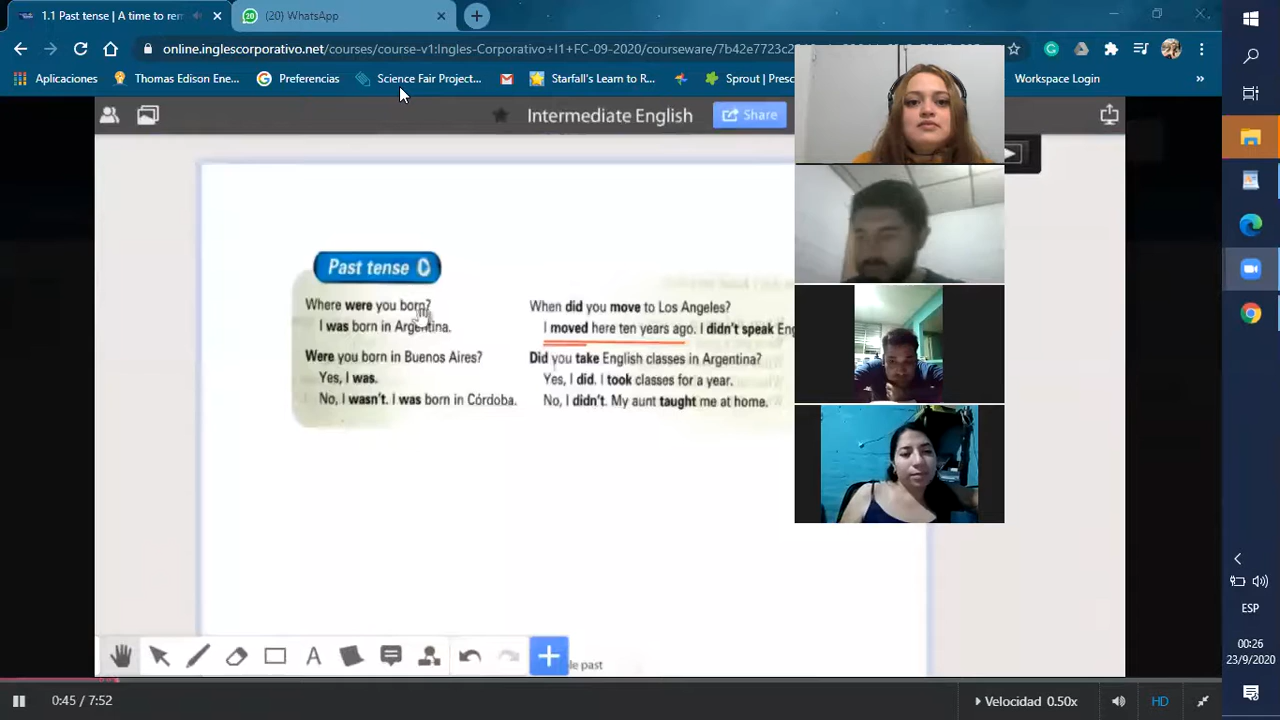 1.1 Past tense | A time to rem
(20) WhatsApp
online.inglescorporativo.net/courses/course-v1:Ingles-Corporativo+I1+FC-09-2020/courseware/7b42e7723c2
Aplicaciones Thomas Edison Ene... Preferencias Science Fair Project... Starfall's Learn to R... Sprout | Presc Workspace Login »
Intermediate English Share
Past tense
Where were you born?
I was born in Argentina.
Were you born in Buenos Aires?
Yes, I was.
No, I wasn't. I was born in Córdoba.
When did you move to Los Angeles?
I moved here ten years ago. I didn't speak Eng
Did you take English classes in Argentina?
Yes, I did. I took classes for a year.
No, I didn't. My aunt taught me at home.
A
ple past
0:45 / 7:52 Velocidad 0.50x HD
ESP
00:26
23/9/2020